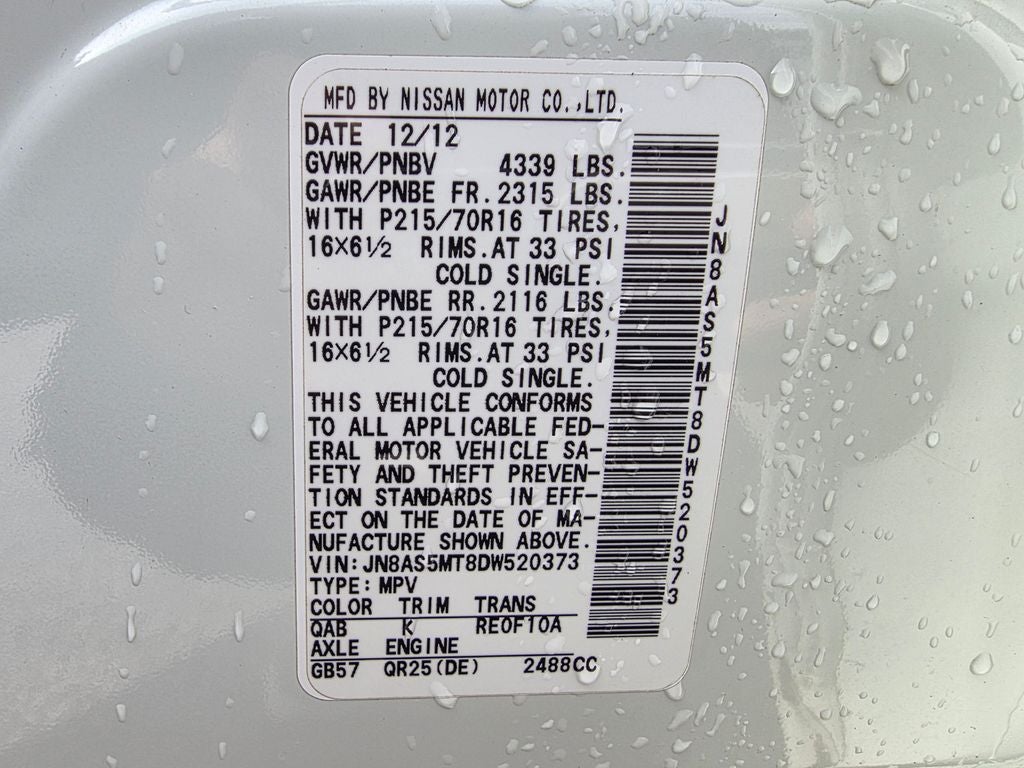 MFD BY NISSAN MOTOR CO.,LTD.
DATE 12/12
GVWR/PNBV 4339 LBS.
GAWR/PNBE FR.2315 LBS.
WITH P215/70R16 TIRES,
16×6½ RIMS.AT 33 PSI
COLD SINGLE.
GAWR/PNBE RR.2116 LBS.
WITH P215/70R16 TIRES,
16×6½ RIMS.AT 33 PSI
COLD SINGLE.
THIS VEHICLE CONFORMS
TO ALL APPLICABLE FED-
ERAL MOTOR VEHICLE SA-
FETY AND THEFT PREVEN-
TION STANDARDS IN EFF-
ECT ON THE DATE OF MA-
NUFACTURE SHOWN ABOVE.
VIN:JN8AS5MT8DW520373
TYPE:MPV
COLOR TRIM TRANS
QAB K RE0F10A
AXLE ENGINE
GB57 QR25(DE) 2488CC
JN8AS5MT8DW520373